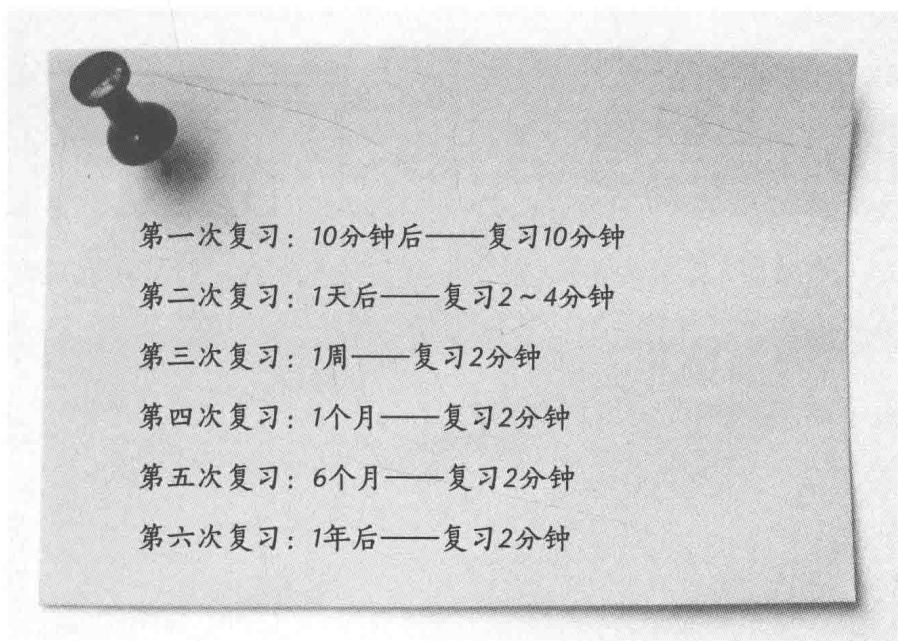 第一次复习：10分钟后——复习10分钟
第二次复习：1天后——复习2～4分钟
第三次复习：1周——复习2分钟
第四次复习：1个月——复习2分钟
第五次复习：6个月——复习2分钟
第六次复习：1年后——复习2分钟